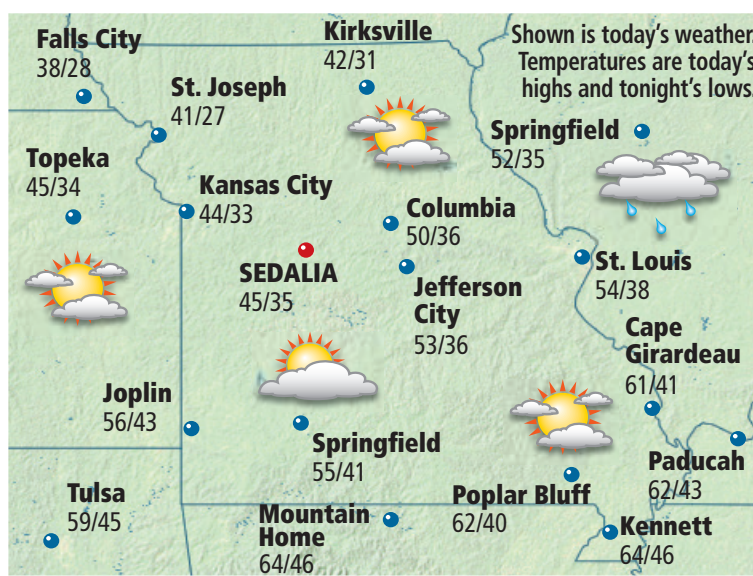 Falls City
38/28
Kirksville
42/31
Shown is today's weather.
Temperatures are today's
highs and tonight's lows.
St. Joseph
41/27
Springfield
52/35
Topeka
45/34
Kansas City
44/33
Columbia
50/36
SEDALIA
45/35
Jefferson
City
53/36
St. Louis
54/38
Cape
Girardeau
61/41
Joplin
56/43
Springfield
55/41
Paducah
62/43
Tulsa
59/45
Mountain
Home
64/46
Poplar Bluff
62/40
Kennett
64/46